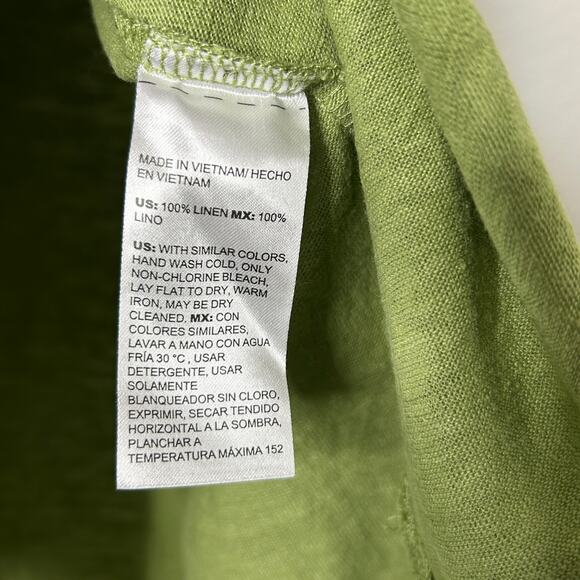 MADE IN VIETNAM/ HECHO
EN VIETNAM
US: 100% LINEN MX: 100%
LINO
US: WITH SIMILAR COLORS,
HAND WASH COLD, ONLY
NON-CHLORINE BLEACH,
LAY FLAT TO DRY, WARM
IRON, MAY BE DRY
CLEANED. MX: CON
COLORES SIMILARES,
LAVAR A MANO CON AGUA
FRÍA 30 °C , USAR
DETERGENTE, USAR
SOLAMENTE
BLANQUEADOR SIN CLORO,
EXPRIMIR, SECAR TENDIDO
HORIZONTAL A LA SOMBRA,
PLANCHAR A
TEMPERATURA MÁXIMA 152